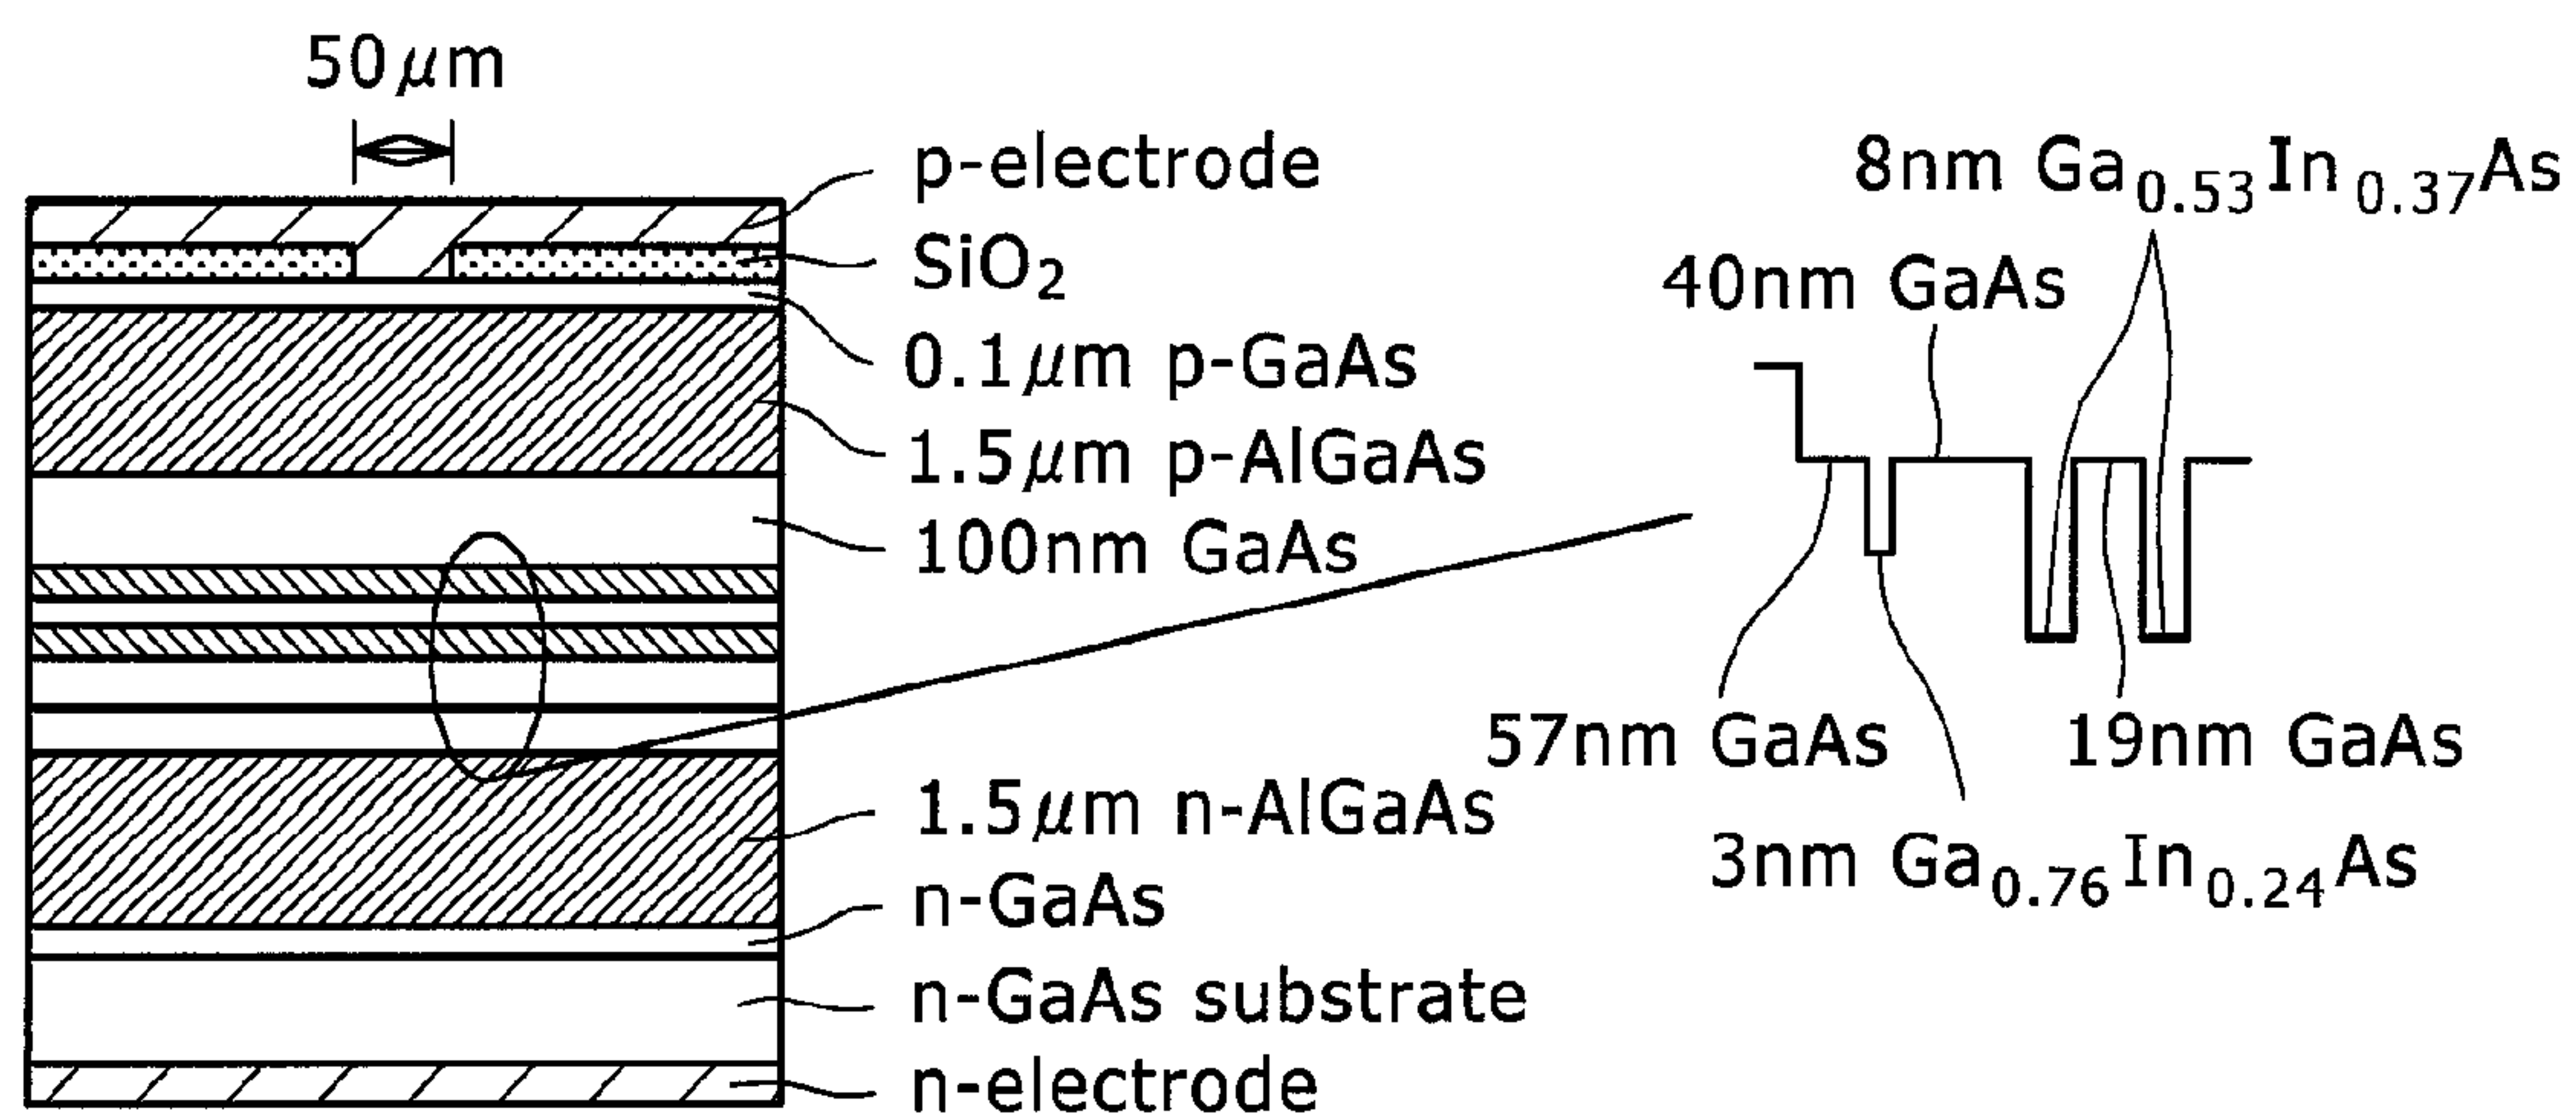 50μm
p-electrode
SiO₂
0.1μm p-GaAs
1.5μm p-AlGaAs
100nm GaAs
1.5μm n-AlGaAs
n-GaAs
n-GaAs substrate
n-electrode
8nm Ga₀.₅₃In₀.₃₇As
40nm GaAs
57nm GaAs
19nm GaAs
3nm Ga₀.₇₆In₀.₂₄As